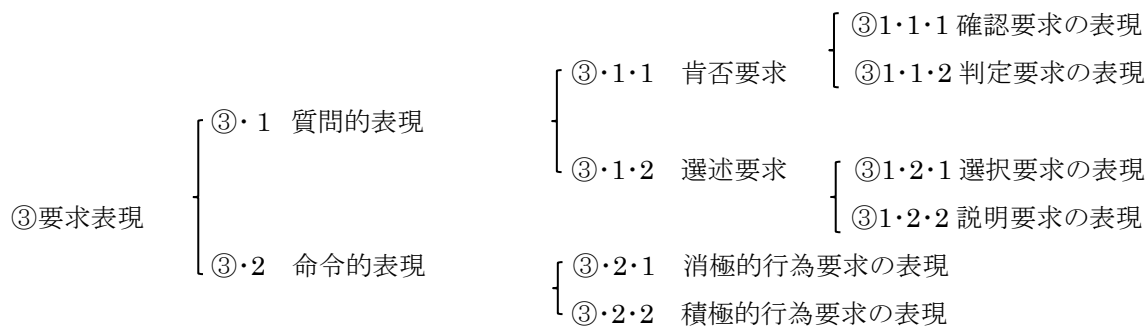 ③1·1·1 確認要求の表現
③·1·1 肯否要求
③1·1·2 判定要求の表現
③·1 質問的表現
③·1·2 選述要求
③1·2·1 選択要求の表現
③要求表現
③1·2·2 説明要求の表現
③·2 命令的表現
③·2·1 消極的行為要求の表現
③·2·2 積極的行為要求の表現